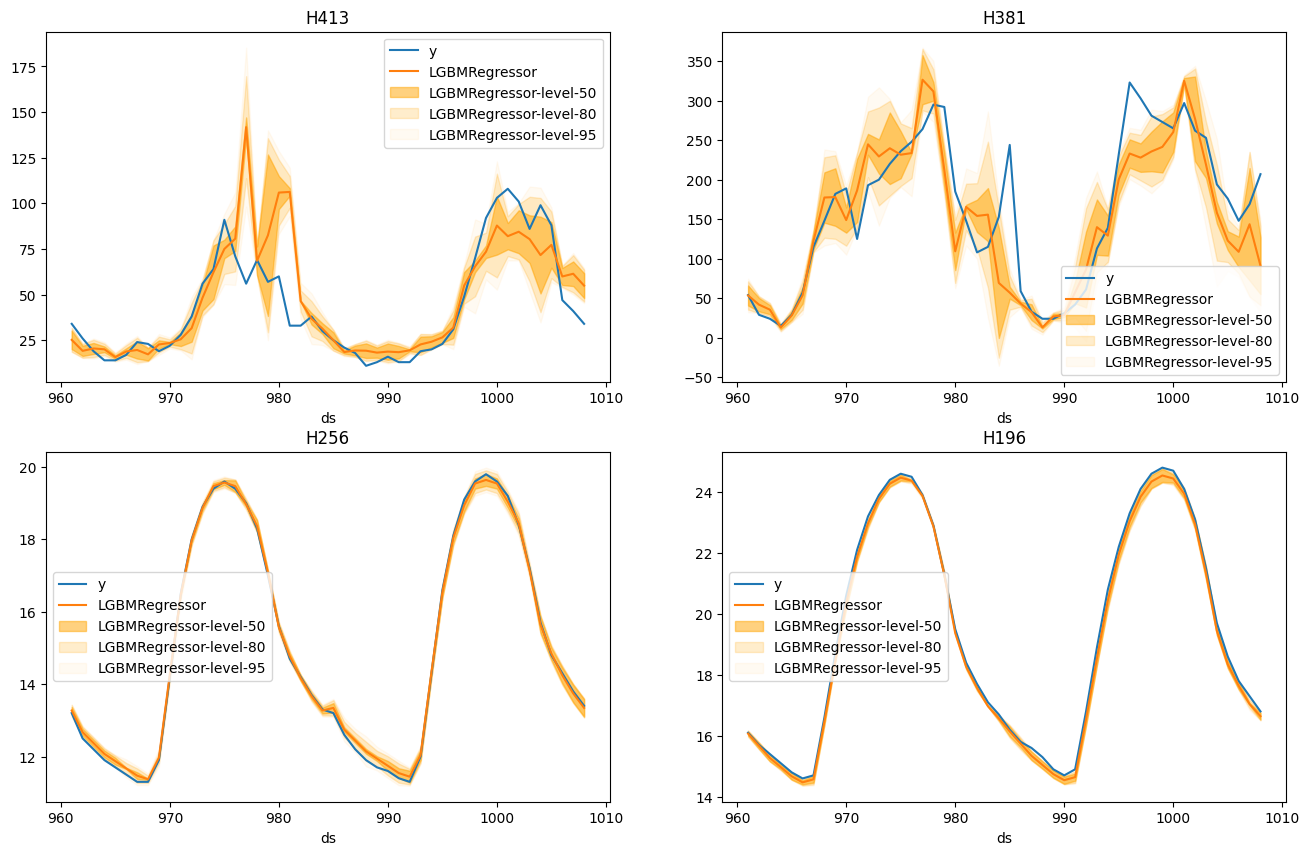 H413
175
150
125
100
75
50
25
y
LGBMRegressor
LGBMRegressor-level-50
LGBMRegressor-level-80
LGBMRegressor-level-95
960 970 980 990 1000 1010
ds
H381
350
300
250
200
150
100
50
0
−50
y
LGBMRegressor
LGBMRegressor-level-50
LGBMRegressor-level-80
LGBMRegressor-level-95
960 970 980 990 1000 1010
ds
H256
20
18
16
14
12
y
LGBMRegressor
LGBMRegressor-level-50
LGBMRegressor-level-80
LGBMRegressor-level-95
960 970 980 990 1000 1010
ds
H196
24
22
20
18
16
14
y
LGBMRegressor
LGBMRegressor-level-50
LGBMRegressor-level-80
LGBMRegressor-level-95
960 970 980 990 1000 1010
ds